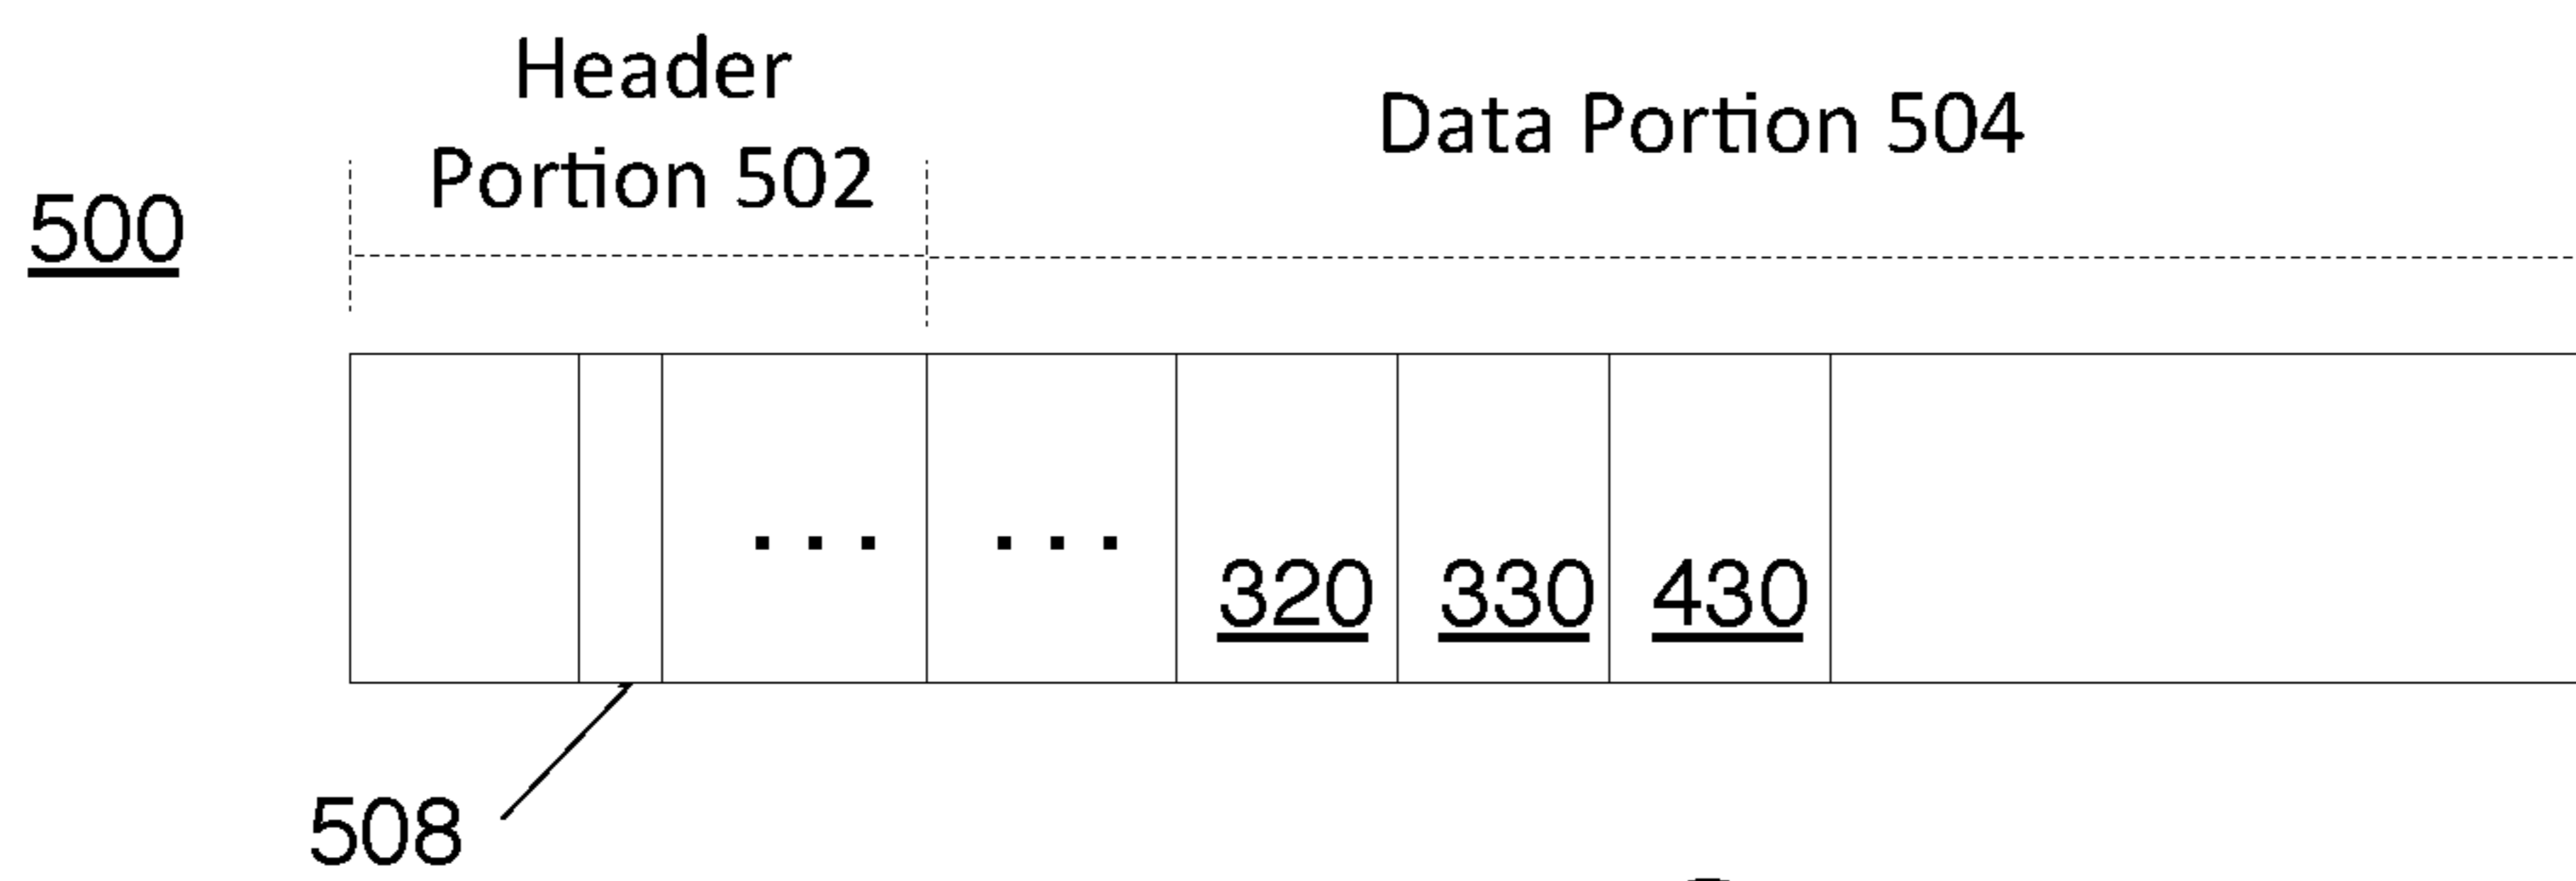 Header
Portion 502
Data Portion 504
500
. . .
. . .
320
330
430
508